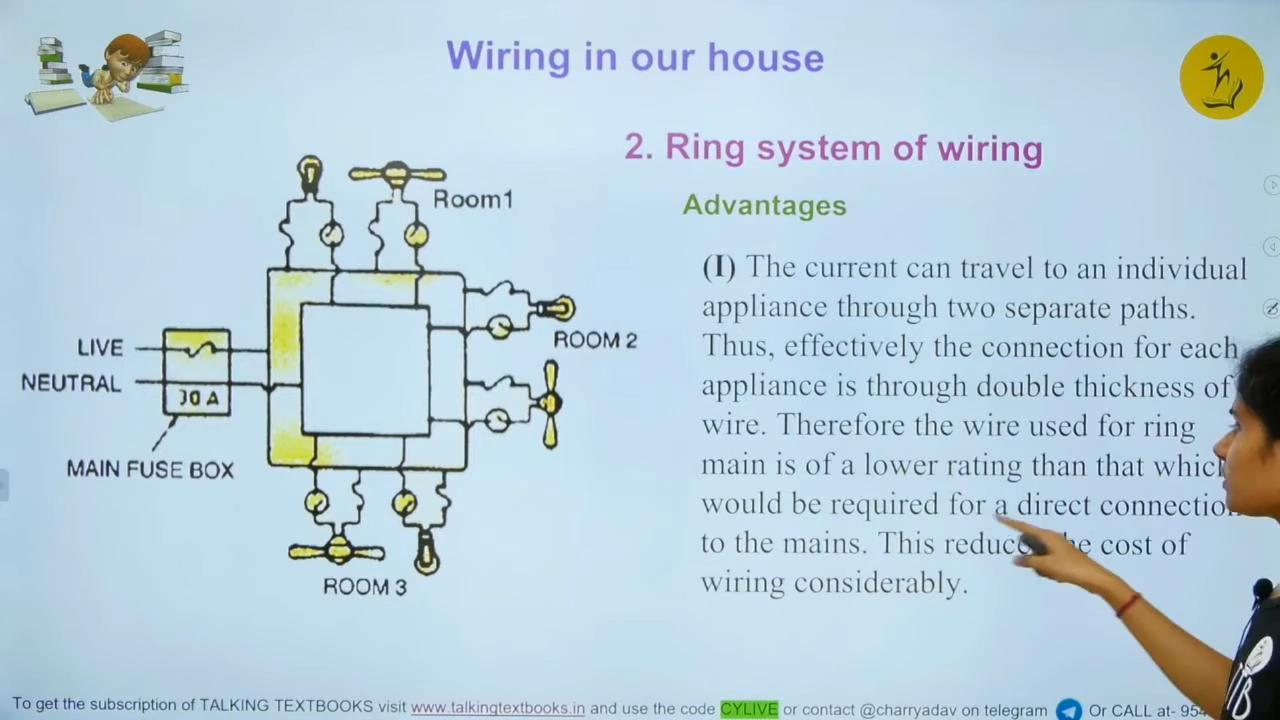 Wiring in our house
2. Ring system of wiring
Advantages
(I) The current can travel to an individual
appliance through two separate paths.
Thus, effectively the connection for each
appliance is through double thickness of
wire. Therefore the wire used for ring
main is of a lower rating than that which
would be required for a direct connection
to the mains. This reduces the cost of
wiring considerably.
Room1
ROOM 2
LIVE
NEUTRAL
30 A
MAIN FUSE BOX
ROOM 3
To get the subscription of TALKING TEXTBOOKS visit www.talkingtextbooks.in and use the code CYLIVE or contact @charryadav on telegram Or CALL at- 954